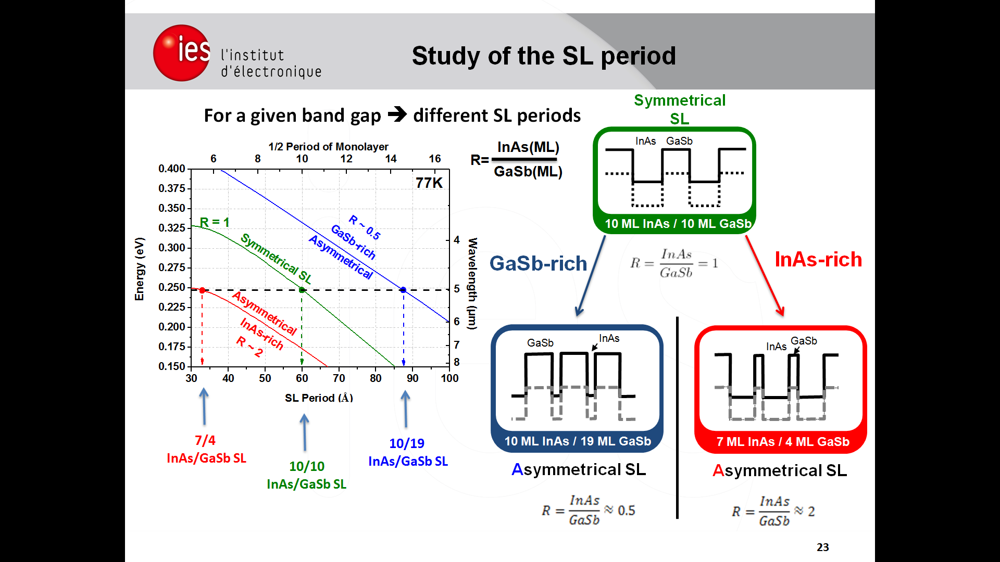 ies
l'institut
d'électronique
Study of the SL period
For a given band gap ➔ different SL periods
1/2 Period of Monolayer
6 8 10 12 14 16
0.400
0.375
0.350
0.325
0.300
0.275
0.250
0.225
0.200
0.175
0.150
Energy (eV)
77K
R = 1
Symmetrical SL
R ~ 0.5
GaSb-rich
Asymmetrical
Asymmetrical
InAs-rich
R ~ 2
4
5
6
7
8
Wavelength (µm)
30 40 50 60 70 80 90 100
SL Period (Å)
7/4
InAs/GaSb SL
10/10
InAs/GaSb SL
10/19
InAs/GaSb SL
R= InAs(ML)
GaSb(ML)
Symmetrical
SL
InAs GaSb
10 ML InAs / 10 ML GaSb
R = InAs/GaSb = 1
GaSb-rich
InAs-rich
GaSb InAs
10 ML InAs / 19 ML GaSb
Asymmetrical SL
R = InAs/GaSb ≈ 0.5
InAs GaSb
7 ML InAs / 4 ML GaSb
Asymmetrical SL
R = InAs/GaSb ≈ 2
23